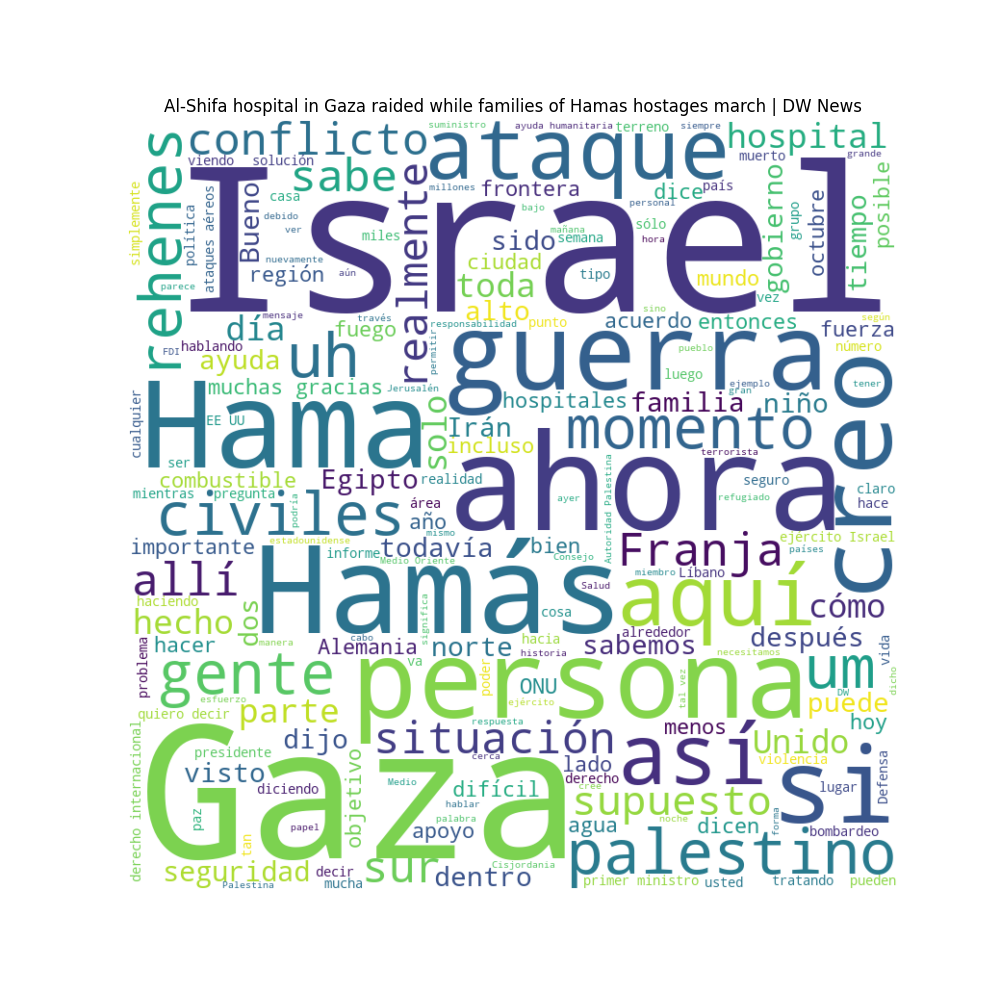 Al-Shifa hospital in Gaza raided while families of Hamas hostages march | DW News
suministro
ayuda humanitaria
terreno
siempre
conflicto
ataque
hospital
rehenes
viendo
solución
sabe
realmente
millones
frontera
dice
país
muerto
grande
simplemente
política
ataques aéreos
Bueno
casa
debido
ver
Israel
bajo
personal
sólo
gobierno
grupo
octubre
tiempo
posible
miles
sido
mañana
semana
hora
nuevamente
región
aún
ciudad
tipo
mundo
parece
toda
vez
mensaje
través
alto
sino
día
fuego
responsabilidad
punto
acuerdo
entonces
fuerza
según
FDI
hablando
uh
permitir
guerra
pueblo
número
ayuda
luego
muchas gracias
Jerusalén
ejemplo
gran
tener
cualquier
Hama
solo
hospitales
familia
niño
creo
EE UU
Irán
momento
incluso
terrorista
ser
combustible
Egipto
realidad
ahora
seguro
claro
mientras
pregunta
podría
área
ayer
refugiado
hace
civiles
año
mismo
Autoridad Palestina
estadounidense
ejército Israel
importante
informe
todavía
bien
Franja
países
Medio Oriente
Consejo
allí
Hamás
miembro
Líbano
Salud
aquí
haciendo
dos
significa
cosa
cómo
hecho
hacia
alrededor
problema
hacer
manera
cabo
Alemania
norte
historia
sabemos
necesitamos
después
vida
gente
va
persona
um
poder
ONU
tal vez
DW
dicho
esfuerzo
ejército
puede
quiero decir
parte
respuesta
menos
hoy
derecho internacional
presidente
dijo
situación
así
Unido
si
Defensa
visto
objetivo
cerca
lado
violencia
Gaza
diciendo
Medio
difícil
derecho
cree
lugar
hablar
supuesto
paz
papel
palabra
noche
forma
tan
apoyo
agua
dicen
bombardeo
seguridad
decir
sur
Cisjordania
palestino
Palestina
mucha
dentro
primer ministro
usted
tratando
pueden